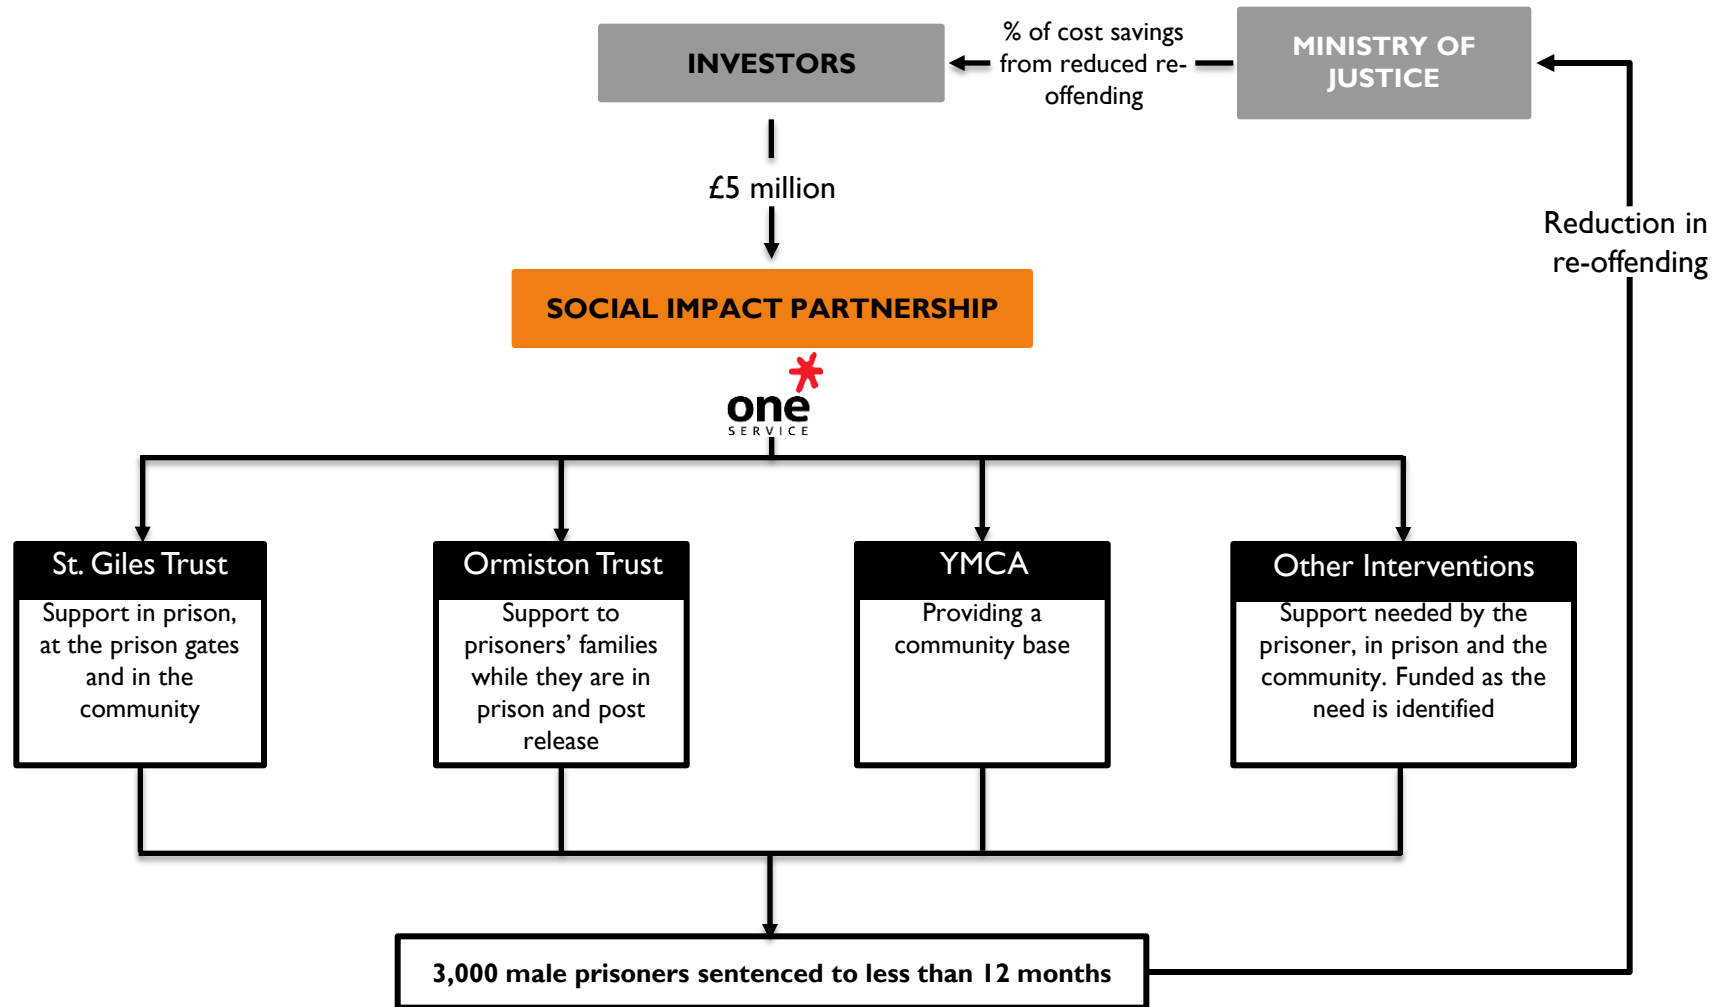 INVESTORS
% of cost savings
from reduced re-
offending
MINISTRY OF
JUSTICE
£5 million
Reduction in
re-offending
SOCIAL IMPACT PARTNERSHIP
one
SERVICE
St. Giles Trust
Support in prison,
at the prison gates
and in the
community
Ormiston Trust
Support to
prisoners’ families
while they are in
prison and post
release
YMCA
Providing a
community base
Other Interventions
Support needed by the
prisoner, in prison and the
community. Funded as the
need is identified
3,000 male prisoners sentenced to less than 12 months